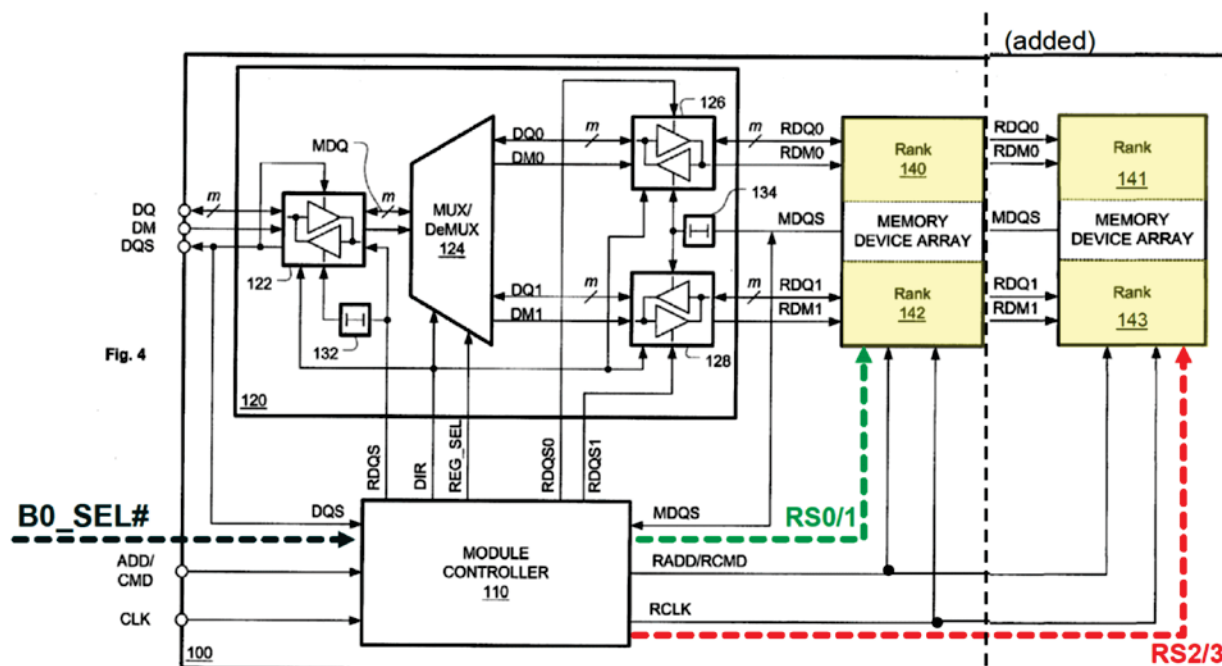 (added)
126
DQ0
m
m
RDQ0
RDQ0
MDQ
DM0
RDM0
RDM0
Rank
140
Rank
141
134
m
m
DQ
DM
DQS
MUX/
DeMUX
124
MDQS
MEMORY
DEVICE ARRAY
MDQS
MEMORY
DEVICE ARRAY
122
DQ1
m
m
RDQ1
RDQ1
DM1
RDM1
RDM1
Rank
142
Rank
143
132
128
Fig. 4
120
RDQS
DIR
REG_SEL
RDQS0
RDQS1
B0_SEL#
DQS
MDQS
RS0/1
ADD/
CMD
MODULE
CONTROLLER
110
RADD/RCMD
CLK
RCLK
100
RS2/3